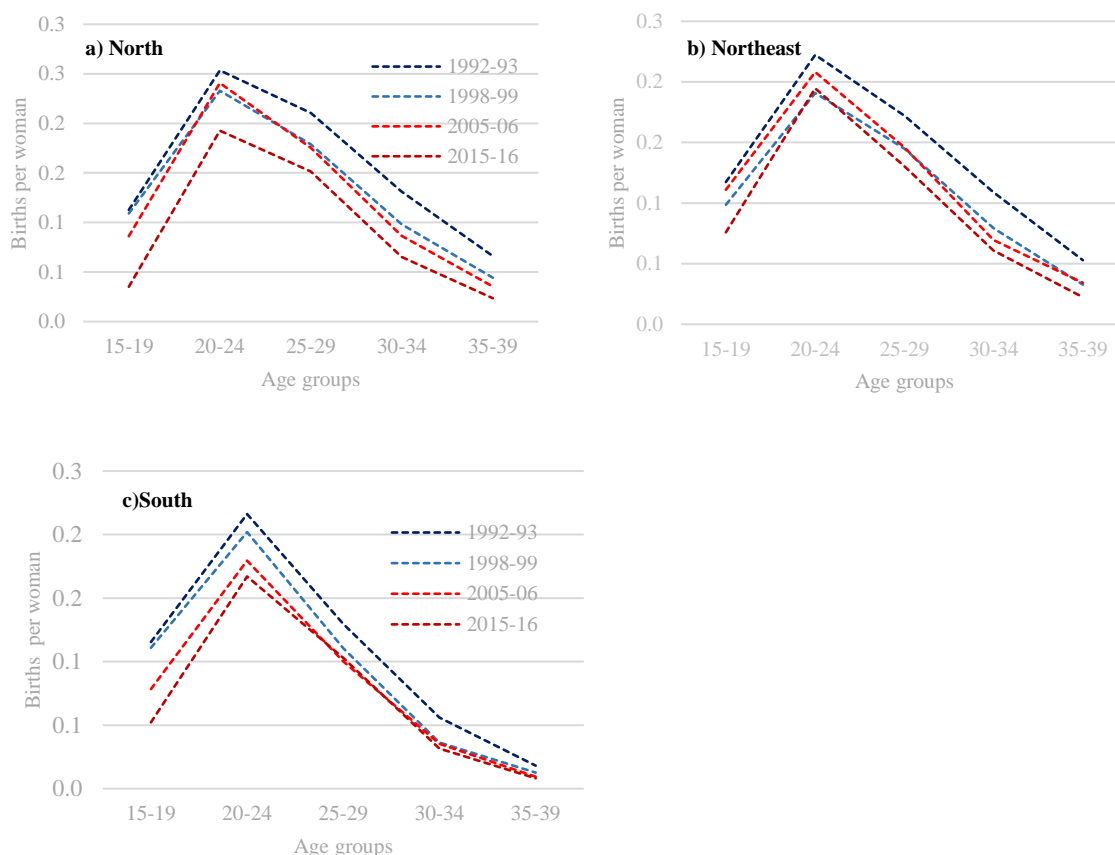 a) North
Births per woman
0.3
0.3
0.2
0.2
0.1
0.1
0.0
1992-93
1998-99
2005-06
2015-16
15-19 20-24 25-29 30-34 35-39
Age groups
b) Northeast
Births per woman
0.3
0.2
0.2
0.1
0.1
0.0
15-19 20-24 25-29 30-34 35-39
Age groups
c)South
Births per woman
0.3
0.2
0.2
0.1
0.1
0.0
1992-93
1998-99
2005-06
2015-16
15-19 20-24 25-29 30-34 35-39
Age groups